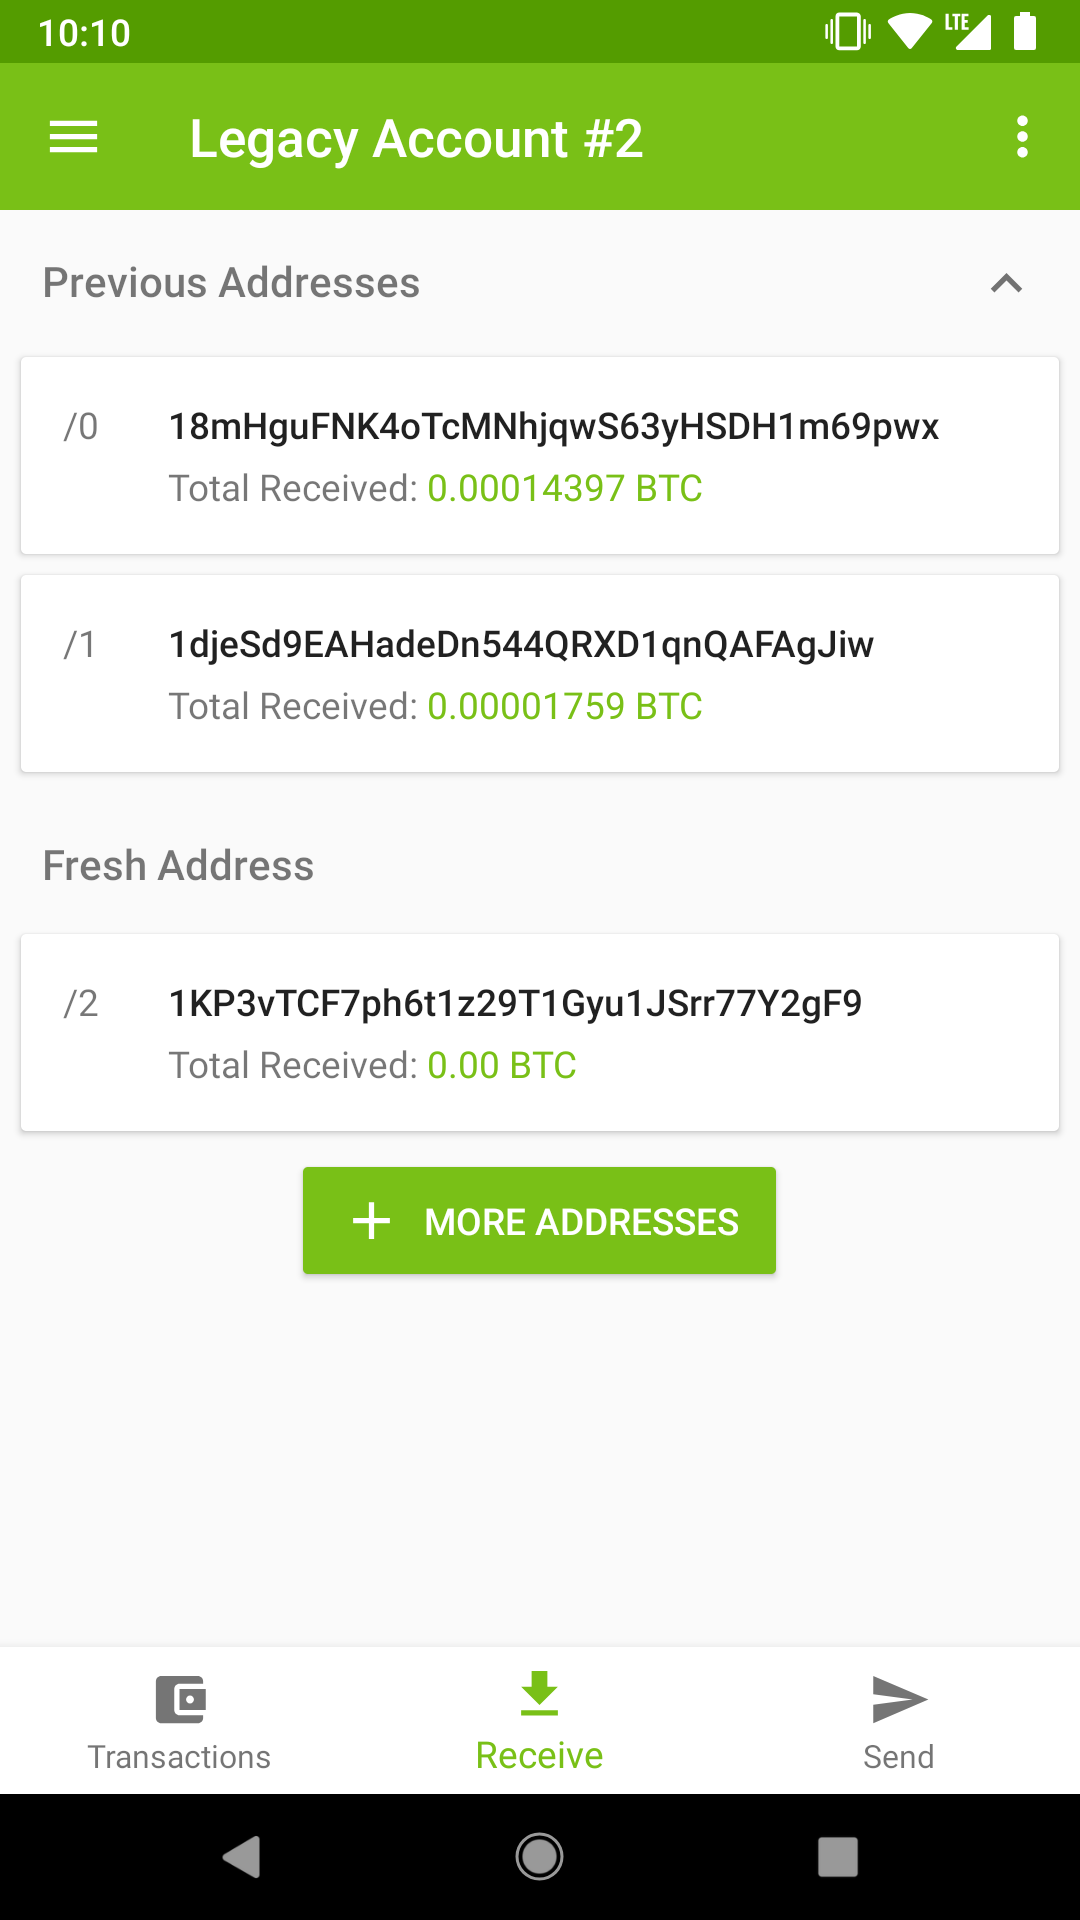 10:10
LTE
Legacy Account #2
Previous Addresses
/0 18mHguFNK4oTcMNhjqwS63yHSDH1m69pwx
Total Received: 0.00014397 BTC
/1 1djeSd9EAHadeDn544QRXD1qnQAFAgJiw
Total Received: 0.00001759 BTC
Fresh Address
/2 1KP3vTCF7ph6t1z29T1Gyu1JSrr77Y2gF9
Total Received: 0.00 BTC
MORE ADDRESSES
Transactions Receive Send